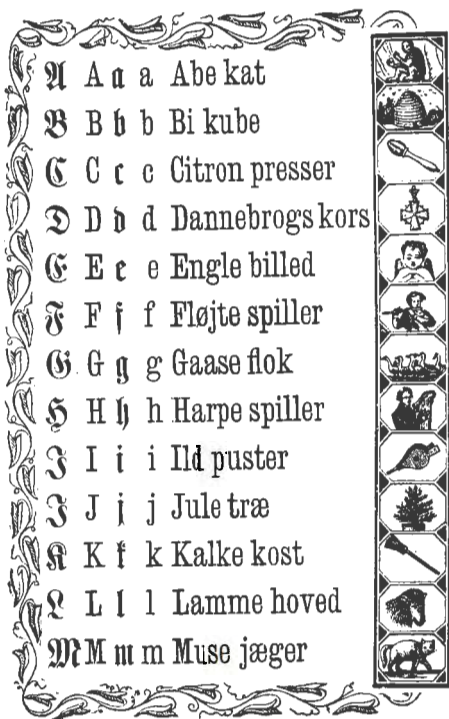 𝔄 A 𝔞 a Abe kat
𝔅 B 𝔟 b Bi kube
ℭ C 𝔠 c Citron presser
𝔇 D 𝔡 d Dannebrogs kors
𝔈 E 𝔢 e Engle billed
𝔉 F 𝔣 f Fløjte spiller
𝔊 G 𝔤 g Gaase flok
ℌ H 𝔥 h Harpe spiller
ℑ I 𝔦 i Ild puster
𝔍 J 𝔧 j Jule træ
𝔎 K 𝔨 k Kalke kost
𝔏 L 𝔩 l Lamme hoved
𝔐 M 𝔪 m Muse jæger